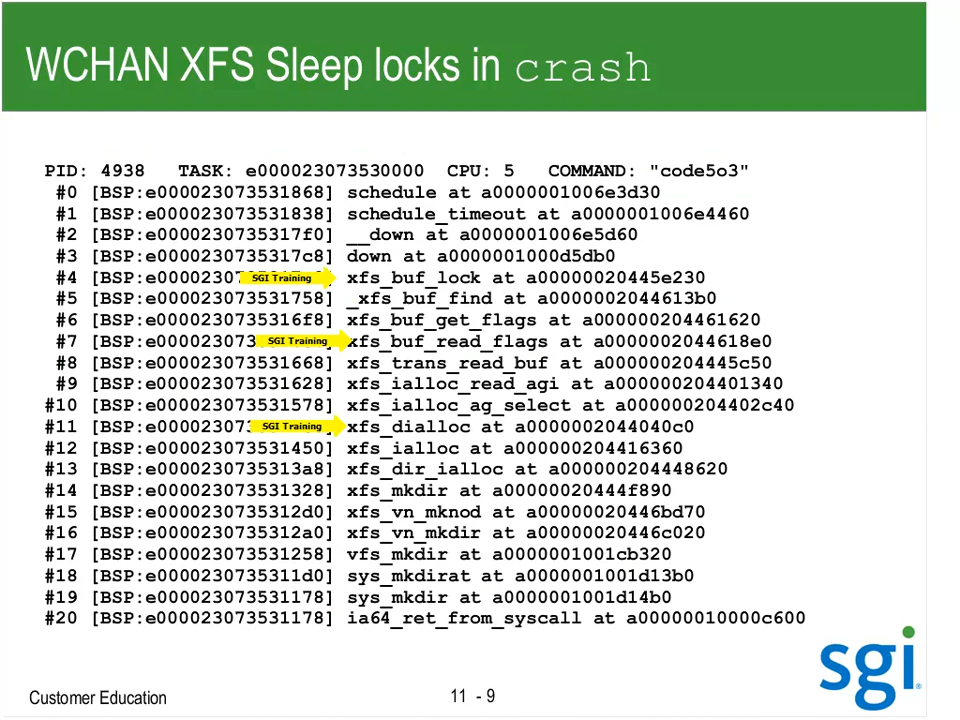 WCHAN XFS Sleep locks in crash
PID: 4938 TASK: e000023073530000 CPU: 5 COMMAND: "code5o3"
#0 [BSP:e000023073531868] schedule at a0000001006e3d30
#1 [BSP:e000023073531838] schedule_timeout at a0000001006e4460
#2 [BSP:e0000230735317f0] __down at a0000001006e5d60
#3 [BSP:e0000230735317c8] down at a0000001000d5db0
#4 [BSP:e0000230 SGI Training xfs_buf_lock at a00000020445e230
#5 [BSP:e000023073531758] _xfs_buf_find at a0000002044613b0
#6 [BSP:e0000230735316f8] xfs_buf_get_flags at a000000204461620
#7 [BSP:e000023073 SGI Training xfs_buf_read_flags at a0000002044618e0
#8 [BSP:e000023073531668] xfs_trans_read_buf at a000000204445c50
#9 [BSP:e000023073531628] xfs_ialloc_read_agi at a000000204401340
#10 [BSP:e000023073531578] xfs_ialloc_ag_select at a000000204402c40
#11 [BSP:e000023073 SGI Training xfs_dialloc at a0000002044040c0
#12 [BSP:e000023073531450] xfs_ialloc at a000000204416360
#13 [BSP:e0000230735313a8] xfs_dir_ialloc at a000000204448620
#14 [BSP:e000023073531328] xfs_mkdir at a00000020444f890
#15 [BSP:e0000230735312d0] xfs_vn_mknod at a00000020446bd70
#16 [BSP:e0000230735312a0] xfs_vn_mkdir at a00000020446c020
#17 [BSP:e000023073531258] vfs_mkdir at a0000001001cb320
#18 [BSP:e0000230735311d0] sys_mkdirat at a0000001001d13b0
#19 [BSP:e000023073531178] sys_mkdir at a0000001001d14b0
#20 [BSP:e000023073531178] ia64_ret_from_syscall at a00000010000c600
sgi®
Customer Education
11 - 9